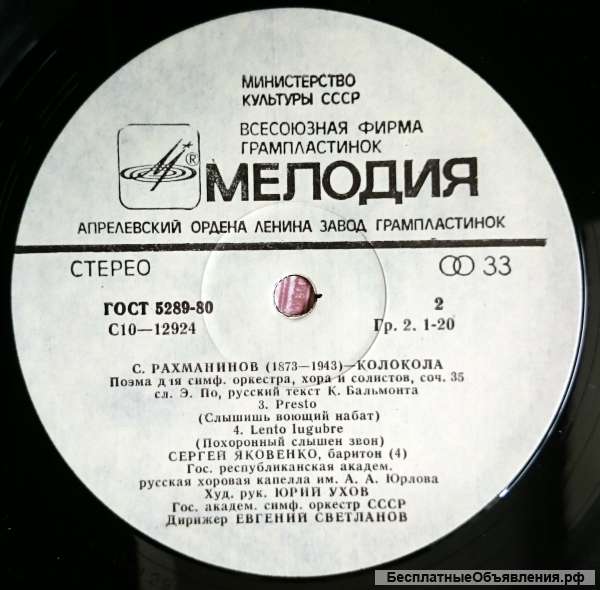 МИНИСТЕРСТВО
КУЛЬТУРЫ СССР
ВСЕСОЮЗНАЯ ФИРМА
ГРАМПЛАСТИНОК
®
МЕЛОДИЯ
АПРЕЛЕВСКИЙ ОРДЕНА ЛЕНИНА ЗАВОД ГРАМПЛАСТИНОК
СТЕРЕО 33
ГОСТ 5289-80 2
С10—12924 Гр. 2. 1-20
С. РАХМАНИНОВ (1873—1943)—КОЛОКОЛА
Поэма для симф. оркестра, хора и солистов, соч. 35
сл. Э. По, русский текст К. Бальмонта
3. Presto
(Слышишь воющий набат)
4. Lento lugubre
(Похоронный слышен звон)
СЕРГЕЙ ЯКОВЕНКО, баритон (4)
Гос. республиканская академ.
русская хоровая капелла им. А. А. Юрлова
Худ. рук. ЮРИЙ УХОВ
Гос. академ. симф. оркестр СССР
Дирижер ЕВГЕНИЙ СВЕТЛАНОВ
БесплатныеОбъявления.рф